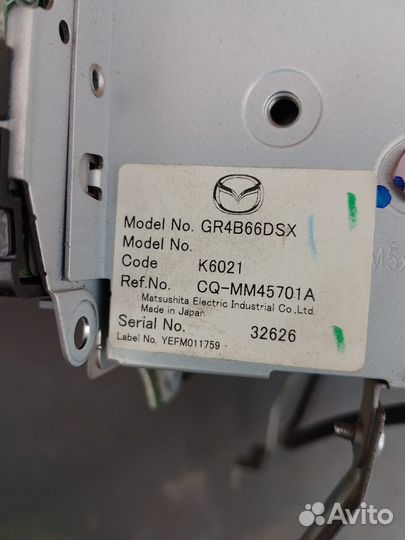 Model No. GR4B66DSX
Model No.
Code K6021
Ref.No. CQ-MM45701A
Matsushita Electric Industrial Co.,Ltd.
Made in Japan
Serial No. 32626
Label No. YEFM011759
M5x
Avito